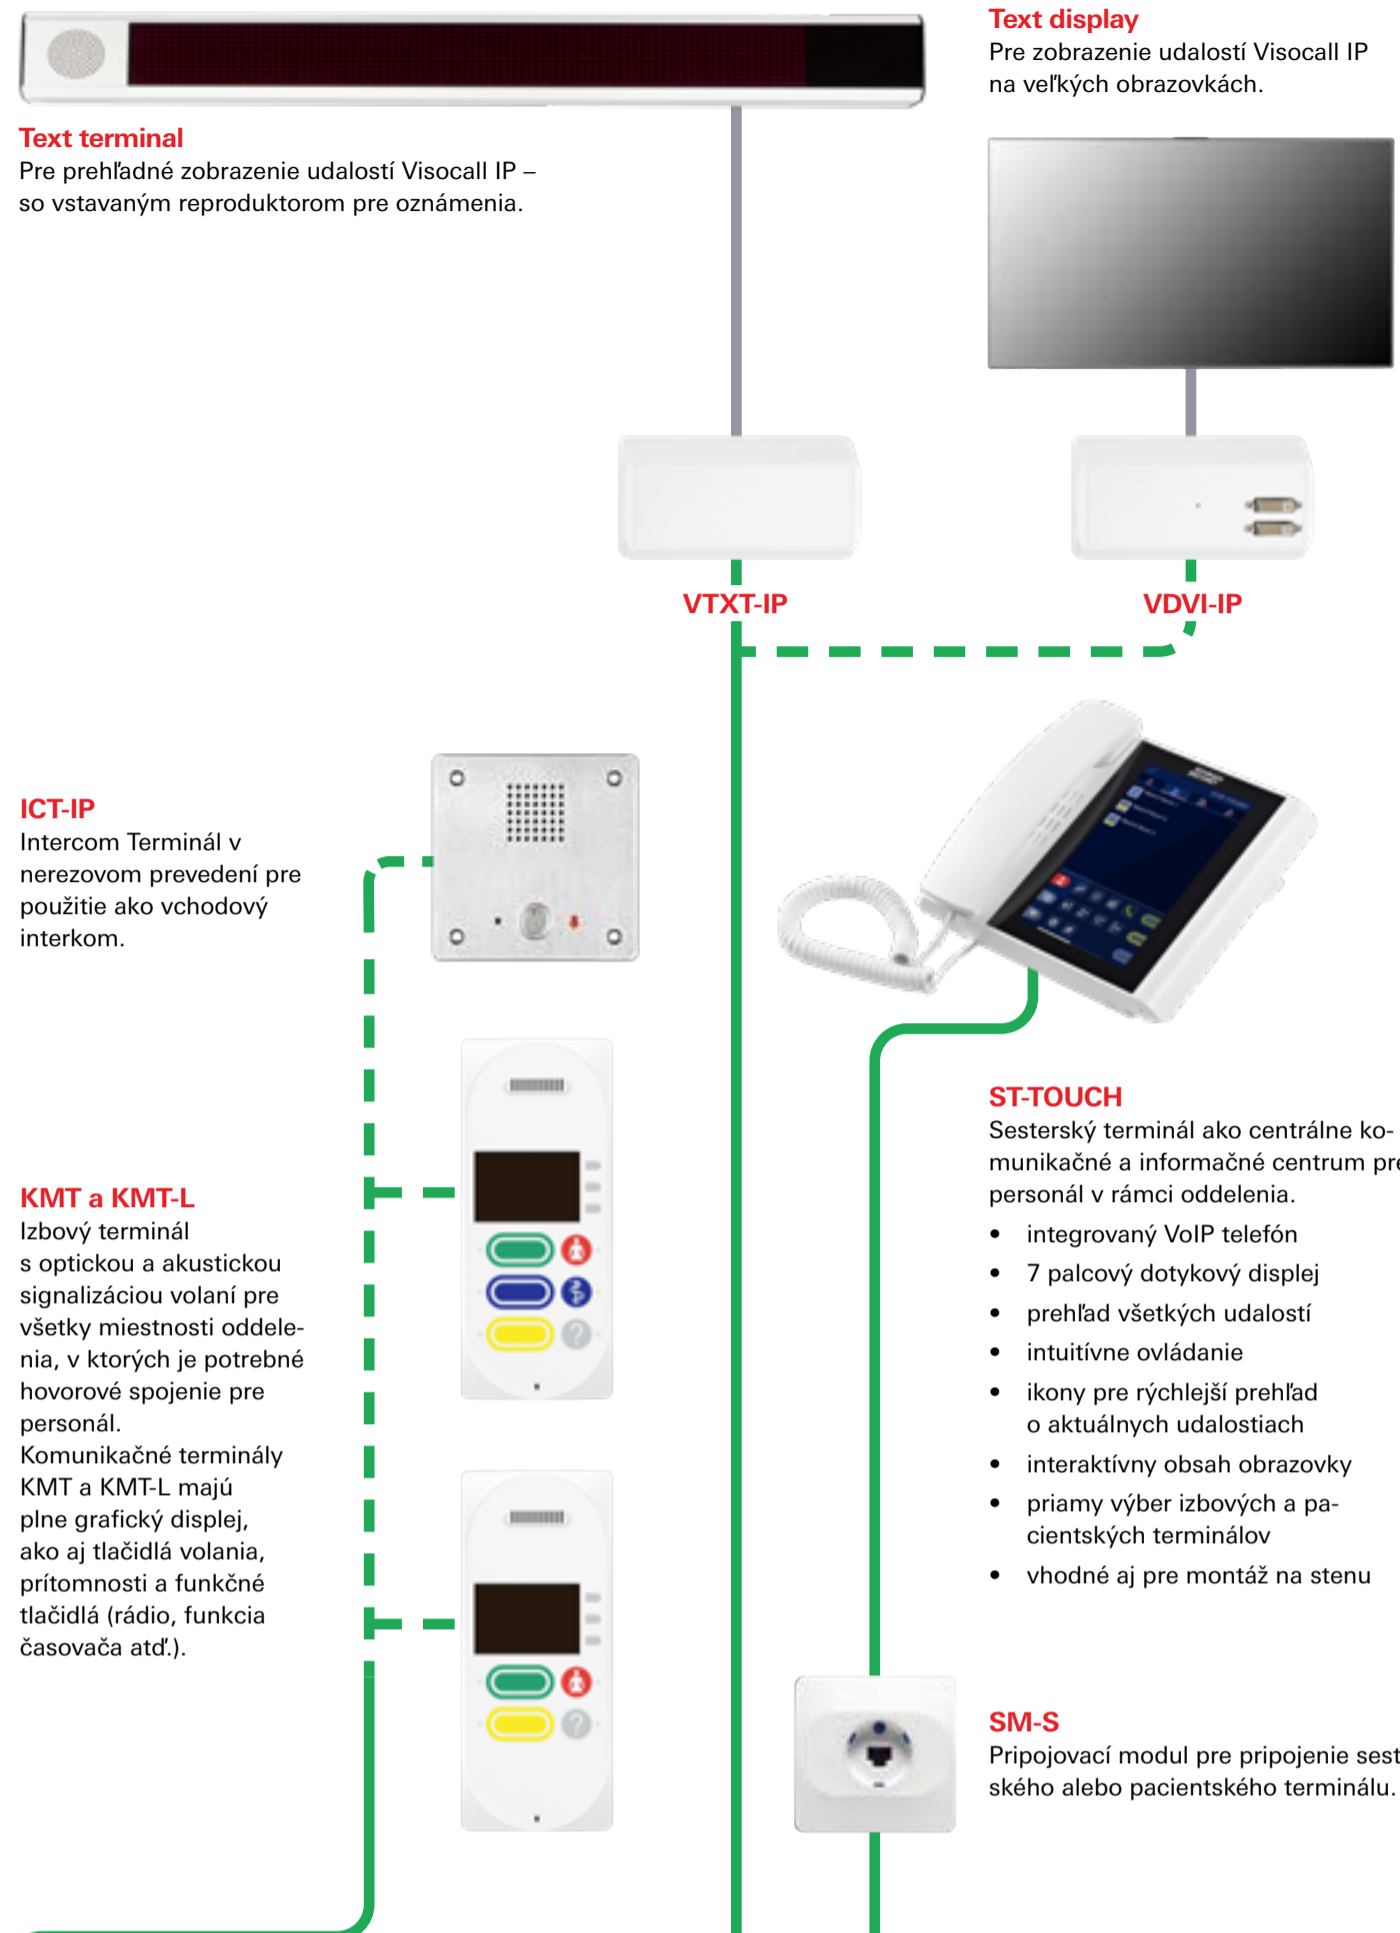 Text display
Pre zobrazenie udalostí Visocall IP
na veľkých obrazovkách.
Text terminal
Pre prehľadné zobrazenie udalostí Visocall IP –
so vstavaným reproduktorom pre oznámenia.
VTXT-IP
VDVI-IP
ICT-IP
Intercom Terminál v
nerezovom prevedení pre
použitie ako vchodový
interkom.
KMT a KMT-L
Izbový terminál
s optickou a akustickou
signalizáciou volaní pre
všetky miestnosti oddele-
nia, v ktorých je potrebné
hovorové spojenie pre
personál.
Komunikačné terminály
KMT a KMT-L majú
plne grafický displej,
ako aj tlačidlá volania,
prítomnosti a funkčné
tlačidlá (rádio, funkcia
časovača atď.).
ST-TOUCH
Sesterský terminál ako centrálne ko-
munikačné a informačné centrum pre
personál v rámci oddelenia.
• integrovaný VoIP telefón
• 7 palcový dotykový displej
• prehľad všetkých udalostí
• intuitívne ovládanie
• ikony pre rýchlejší prehľad
o aktuálnych udalostiach
• interaktívny obsah obrazovky
• priamy výber izbových a pa-
cientských terminálov
• vhodné aj pre montáž na stenu
SM-S
Pripojovací modul pre pripojenie sest
ského alebo pacientského terminálu.